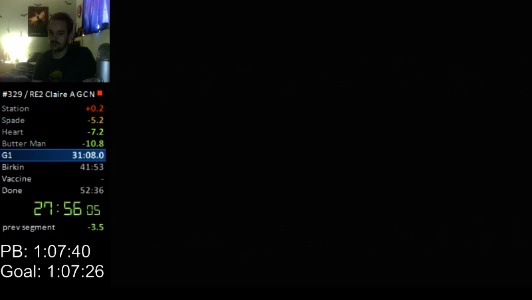 #329 / RE2 Claire A GC N
Station +0.2
Spade -5.2
Heart -7.2
Butter Man -10.8
G1 31:08.0
Birkin 41:53
Vaccine -
Done 52:36
27:56 05
prev segment -3.5
PB: 1:07:40
Goal: 1:07:26